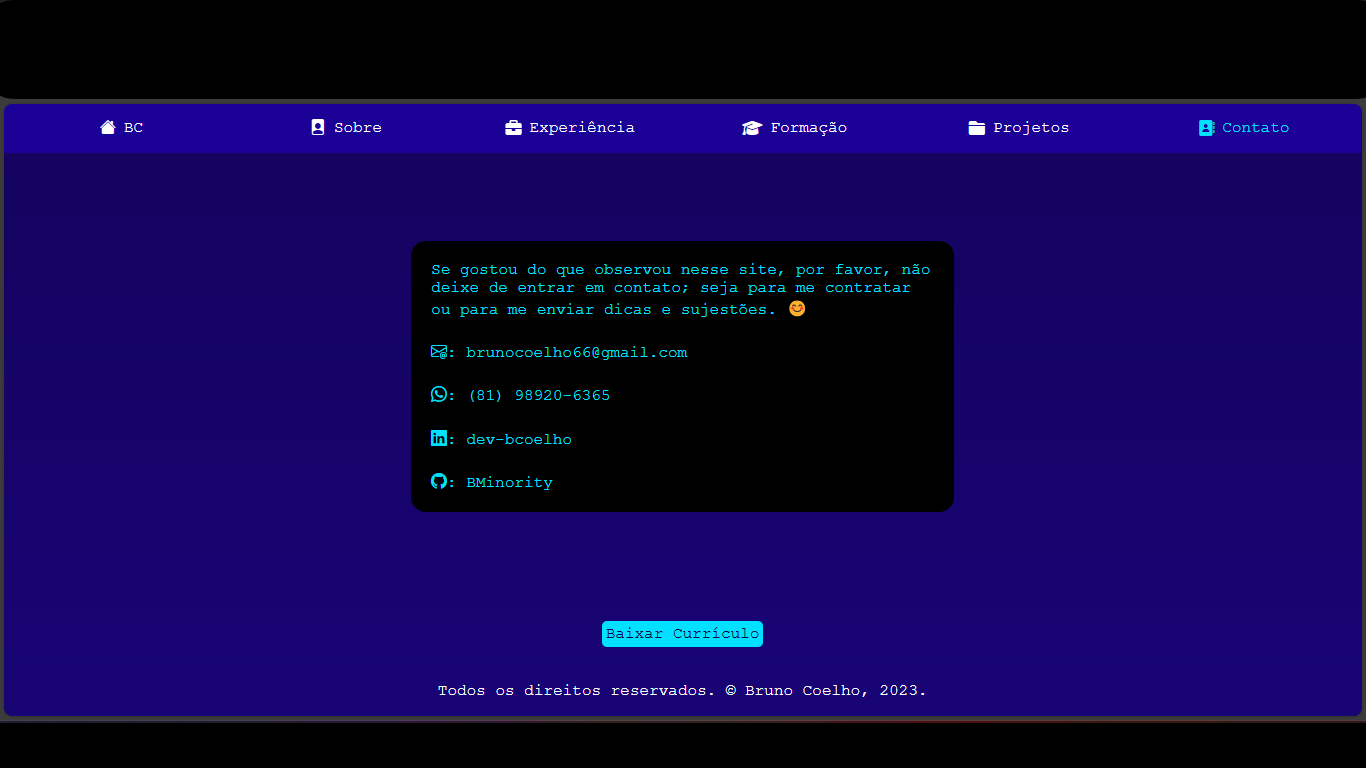 BC Sobre Experiência Formação Projetos Contato
Se gostou do que observou nesse site, por favor, não
deixe de entrar em contato; seja para me contratar
ou para me enviar dicas e sujestões. 😊
: brunocoelho66@gmail.com
: (81) 98920-6365
in: dev-bcoelho
: BMinority
Baixar Currículo
Todos os direitos reservados. © Bruno Coelho, 2023.